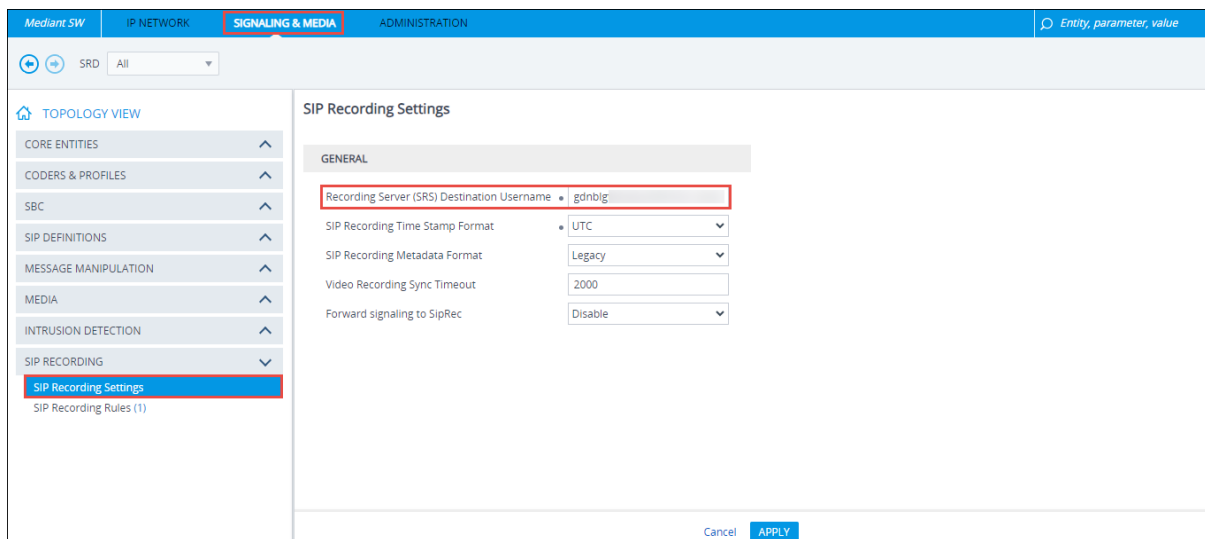 Mediant SW IP NETWORK SIGNALING & MEDIA ADMINISTRATION Entity, parameter, value
SRD All
TOPOLOGY VIEW
CORE ENTITIES
CODERS & PROFILES
SBC
SIP DEFINITIONS
MESSAGE MANIPULATION
MEDIA
INTRUSION DETECTION
SIP RECORDING
SIP Recording Settings
SIP Recording Rules (1)
SIP Recording Settings
GENERAL
Recording Server (SRS) Destination Username • gdnblg
SIP Recording Time Stamp Format • UTC
SIP Recording Metadata Format Legacy
Video Recording Sync Timeout 2000
Forward signaling to SipRec Disable
Cancel APPLY